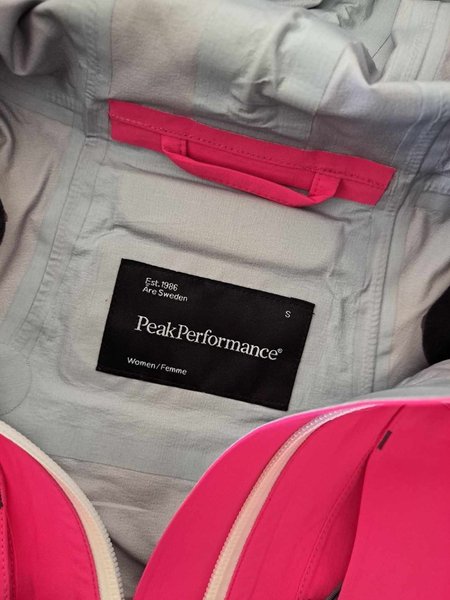 Est. 1986
Åre Sweden
S
PeakPerformance®
Women/Femme